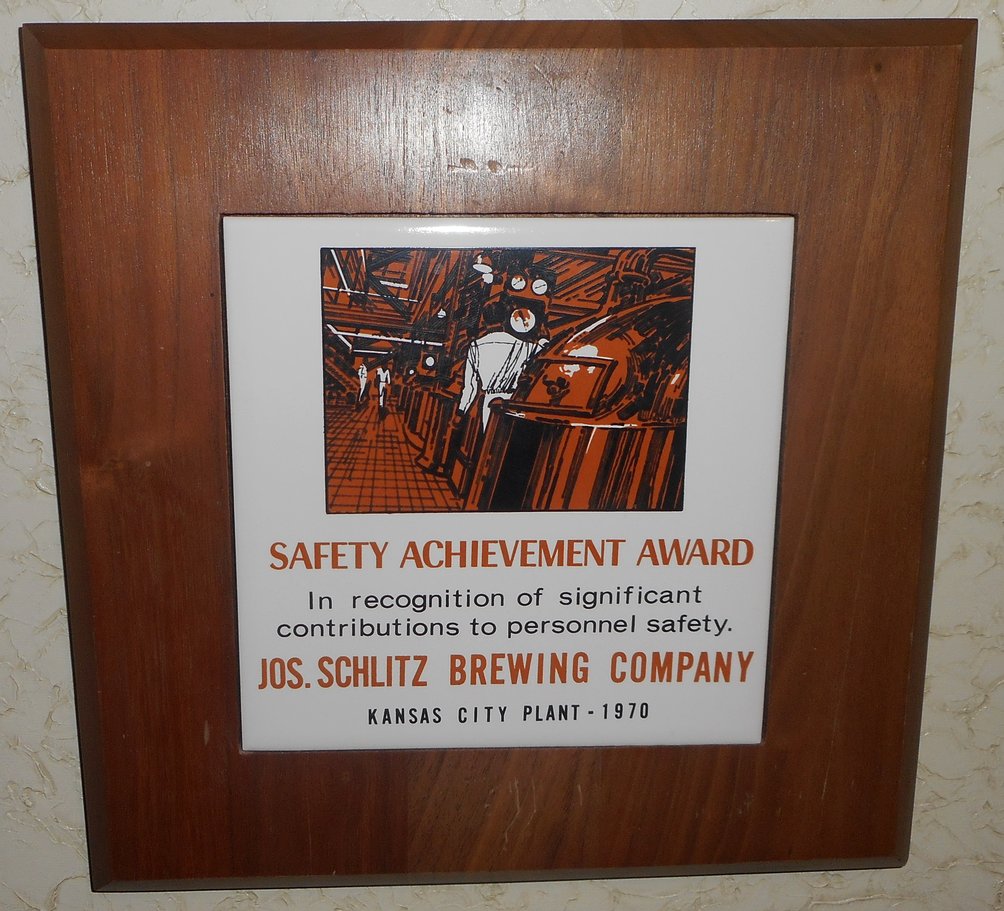 SAFETY ACHIEVEMENT AWARD
In recognition of significant
contributions to personnel safety.
JOS. SCHLITZ BREWING COMPANY
KANSAS CITY PLANT - 1970